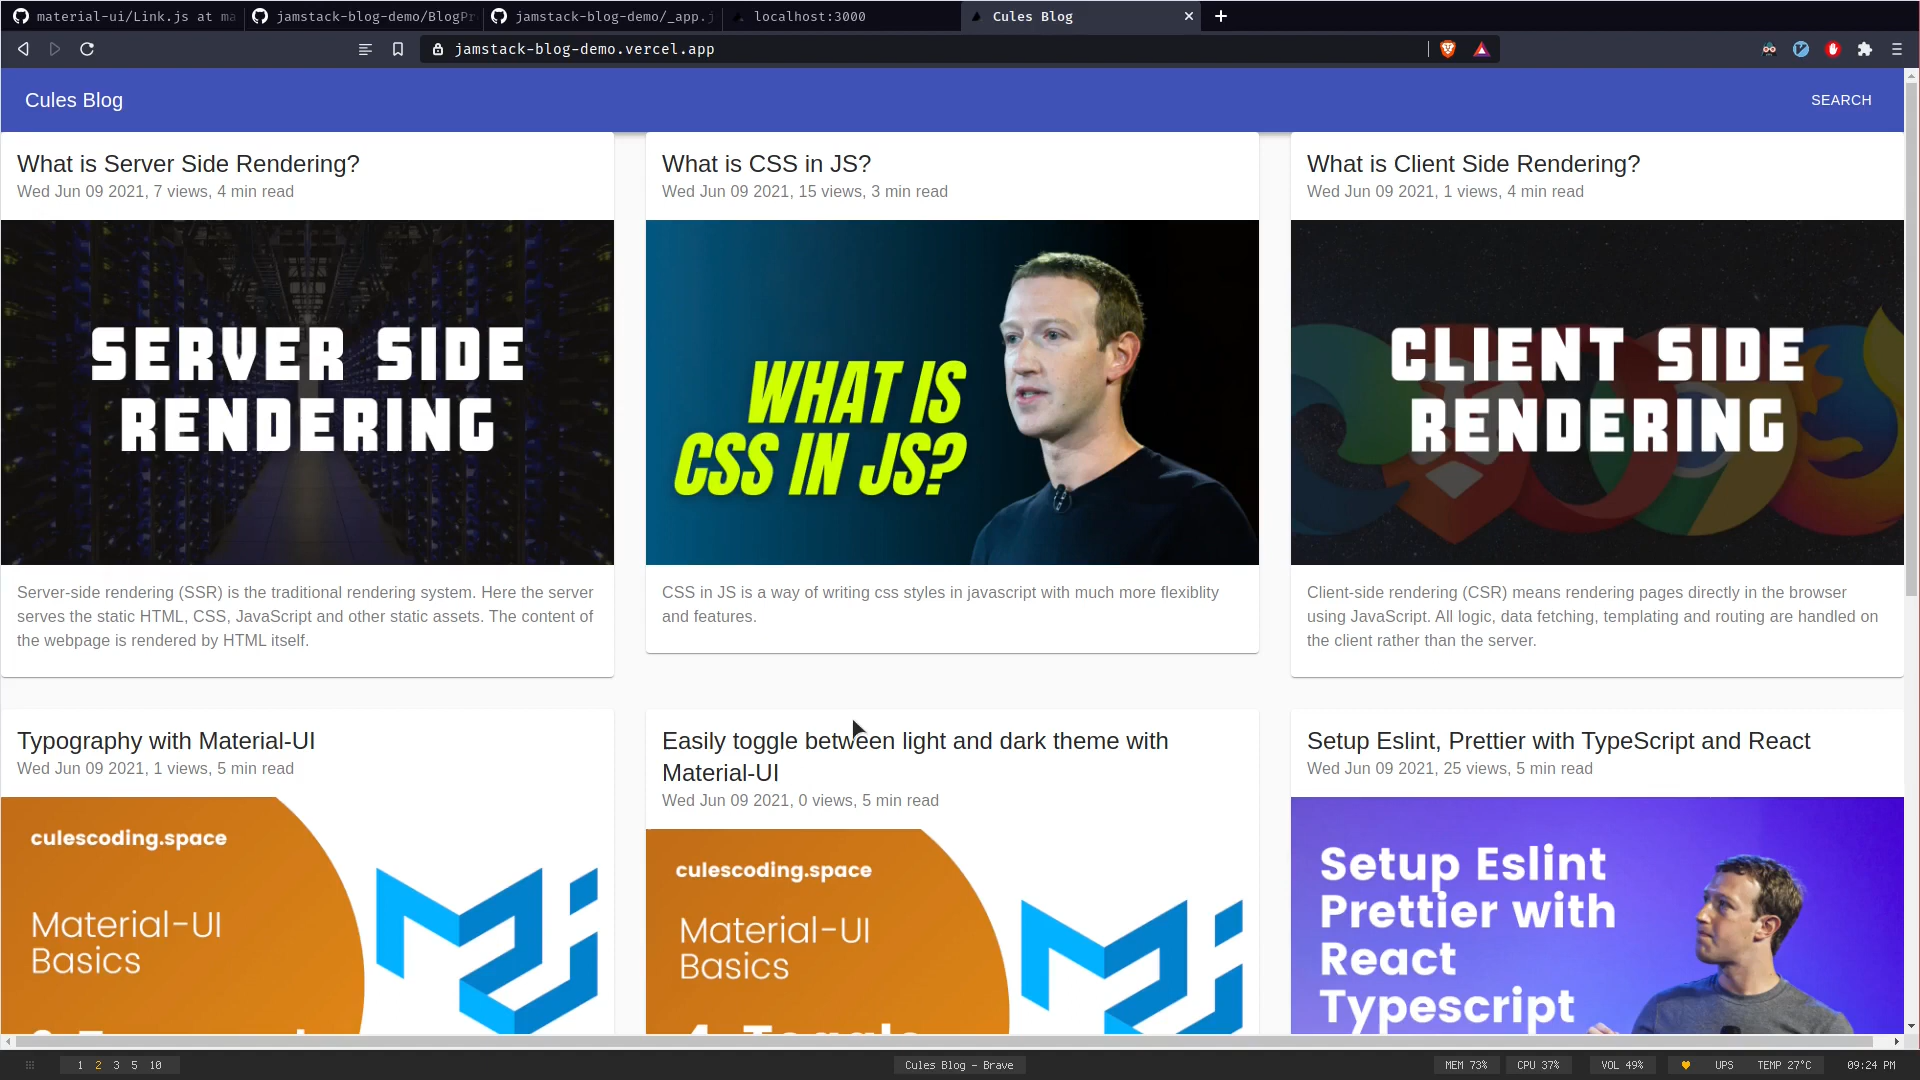 material-ui/Link.js at ma
jamstack-blog-demo/BlogPr
jamstack-blog-demo/_app.j
localhost:3000
Cules Blog
jamstack-blog-demo.vercel.app
Cules Blog
SEARCH
What is Server Side Rendering?
Wed Jun 09 2021, 7 views, 4 min read
SERVER SIDE
RENDERING
Server-side rendering (SSR) is the traditional rendering system. Here the server
serves the static HTML, CSS, JavaScript and other static assets. The content of
the webpage is rendered by HTML itself.
What is CSS in JS?
Wed Jun 09 2021, 15 views, 3 min read
WHAT IS
CSS IN JS?
CSS in JS is a way of writing css styles in javascript with much more flexiblity
and features.
What is Client Side Rendering?
Wed Jun 09 2021, 1 views, 4 min read
CLIENT SIDE
RENDERING
Client-side rendering (CSR) means rendering pages directly in the browser
using JavaScript. All logic, data fetching, templating and routing are handled on
the client rather than the server.
Typography with Material-UI
Wed Jun 09 2021, 1 views, 5 min read
culescoding.space
Material-UI
Basics
Easily toggle between light and dark theme with
Material-UI
Wed Jun 09 2021, 0 views, 5 min read
culescoding.space
Material-UI
Basics
4. Toggle
Setup Eslint, Prettier with TypeScript and React
Wed Jun 09 2021, 25 views, 5 min read
Setup Eslint
Prettier with
React
Typescript
1 2 3 5 10
Cules Blog - Brave
MEM 73%
CPU 37%
VOL 49%
UPS
TEMP 27°C
09:24 PM